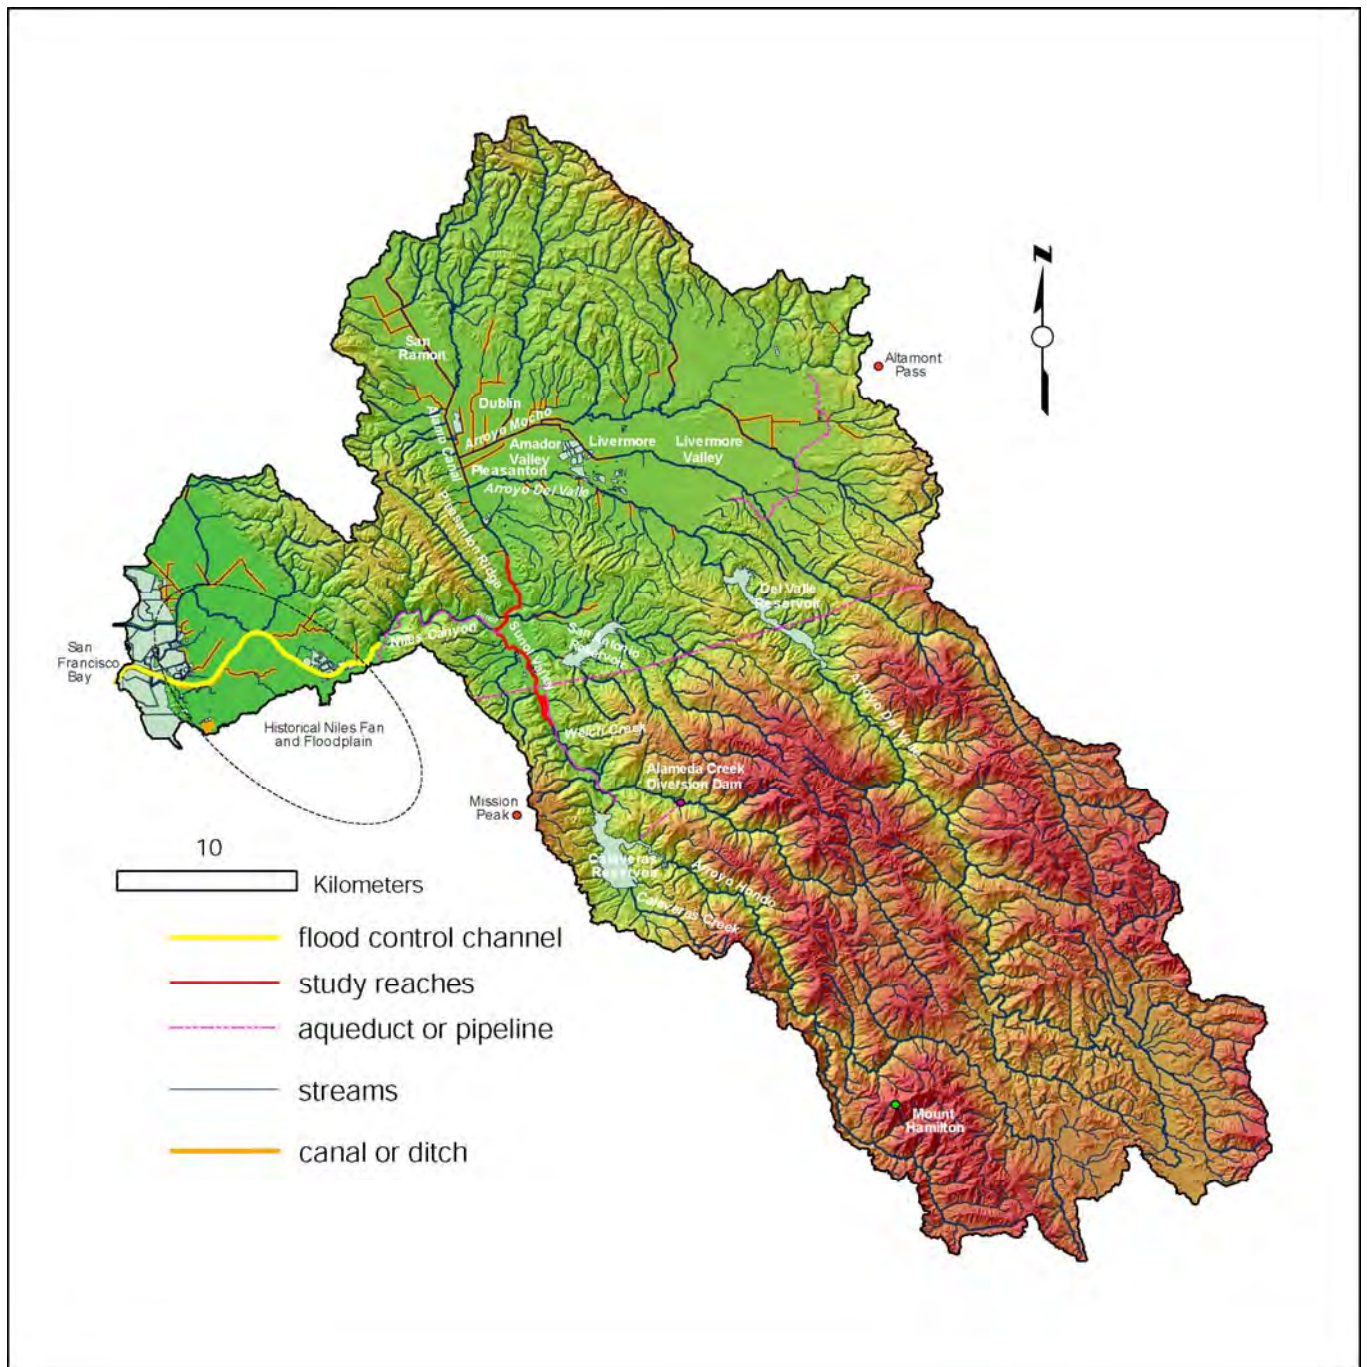 N
Altamont
Pass
San
Ramon
Dublin
Alamo Canal
Arroyo Mocho
Amador
Valley
Livermore
Livermore
Valley
Pleasanton
Arroyo Del Valle
Pleasanton Ridge
Del Valle
Reservoir
San Antonio
Reservoir
Niles Canyon
Sunol Valley
San
Francisco
Bay
Historical Niles Fan
and Floodplain
Welch Creek
Arroyo Del Valle
Alameda Creek
Diversion Dam
Mission
Peak
Calaveras
Reservoir
Arroyo Hondo
Calaveras Creek
Mount
Hamilton
10
Kilometers
flood control channel
study reaches
aqueduct or pipeline
streams
canal or ditch